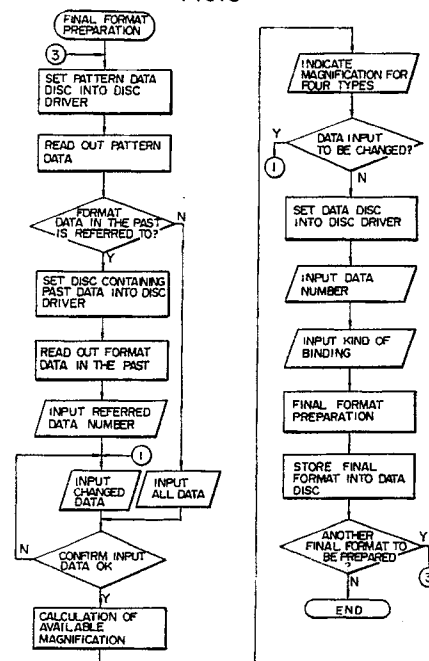 FINAL FORMAT
PREPARATION
3
SET PATTERN DATA
DISC INTO DISC
DRIVER
READ OUT PATTERN
DATA
FORMAT
DATA IN THE PAST
IS REFERRED TO?
N
Y
SET DISC CONTAINING
PAST DATA INTO DISC
DRIVER
READ OUT FORMAT
DATA IN THE PAST
INPUT REFERRED
DATA NUMBER
1
N
INPUT
CHANGED
DATA
INPUT
ALL DATA
CONFIRM INPUT
DATA OK
Y
CALCULATION OF
AVAILABLE
MAGNIFICATION
INDICATE
MAGNIFICATION FOR
FOUR TYPES
Y
DATA INPUT
TO BE CHANGED?
1
N
SET DATA DISC
INTO DISC DRIVER
INPUT DATA
NUMBER
INPUT KIND OF
BINDING
FINAL FORMAT
PREPARATION
STORE FINAL
FORMAT INTO DATA
DISC
ANOTHER
FINAL FORMAT TO
BE PREPARED
?
Y
3
N
END